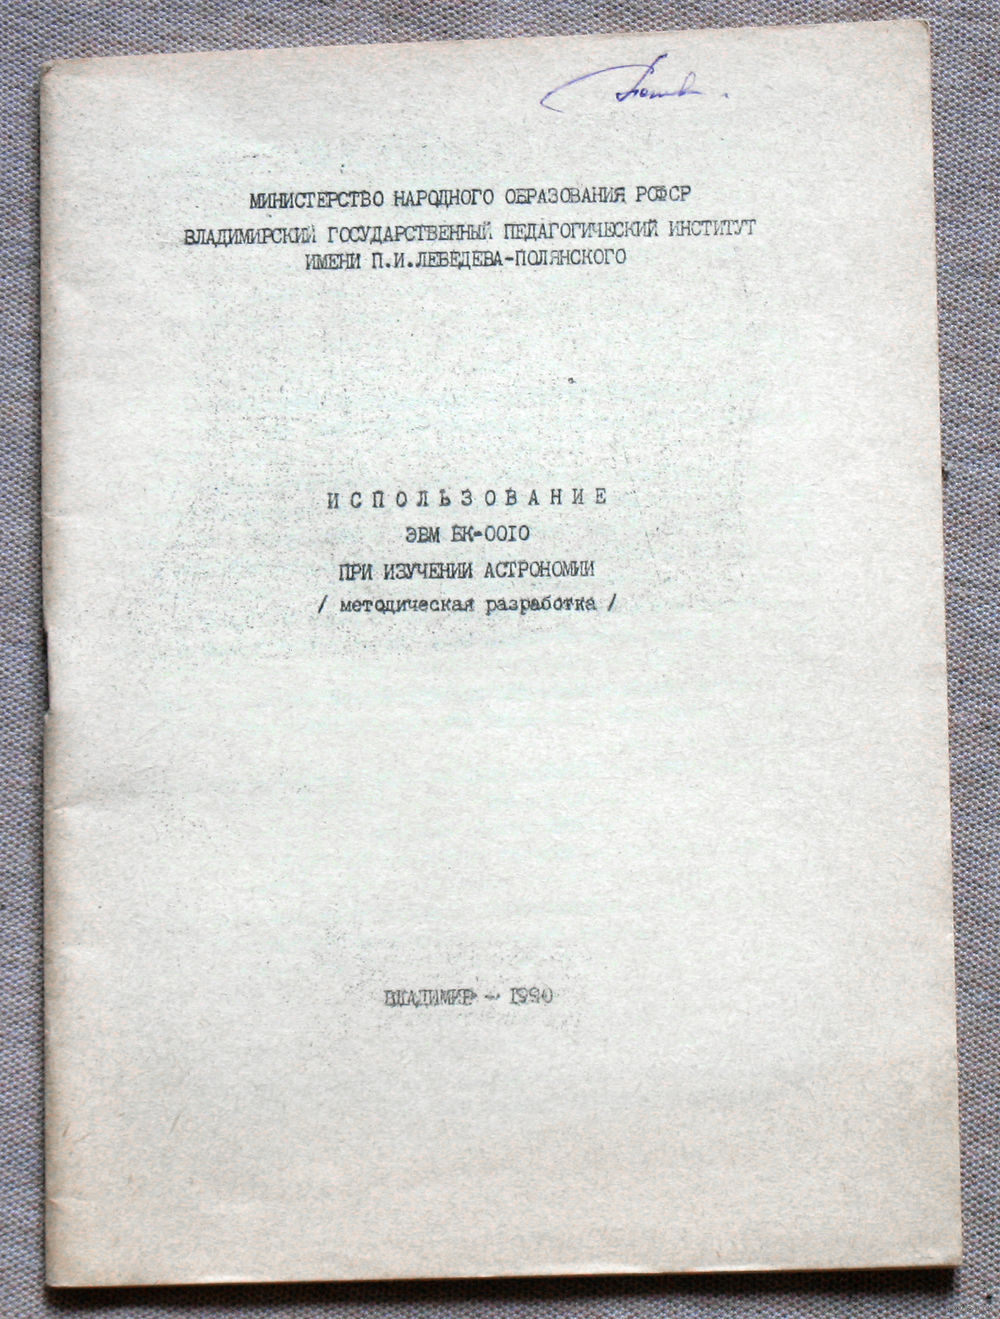 МИНИСТЕРСТВО НАРОДНОГО ОБРАЗОВАНИЯ РСФСР
ВЛАДИМИРСКИЙ ГОСУДАРСТВЕННЫЙ ПЕДАГОГИЧЕСКИЙ ИНСТИТУТ
ИМЕНИ П.И.ЛЕБЕДЕВА-ПОЛЯНСКОГО
И С П О Л Ь З О В А Н И Е
ЭВМ БК-0010
ПРИ ИЗУЧЕНИИ АСТРОНОМИИ
/ методическая разработка /
ВЛАДИМИР - 1990